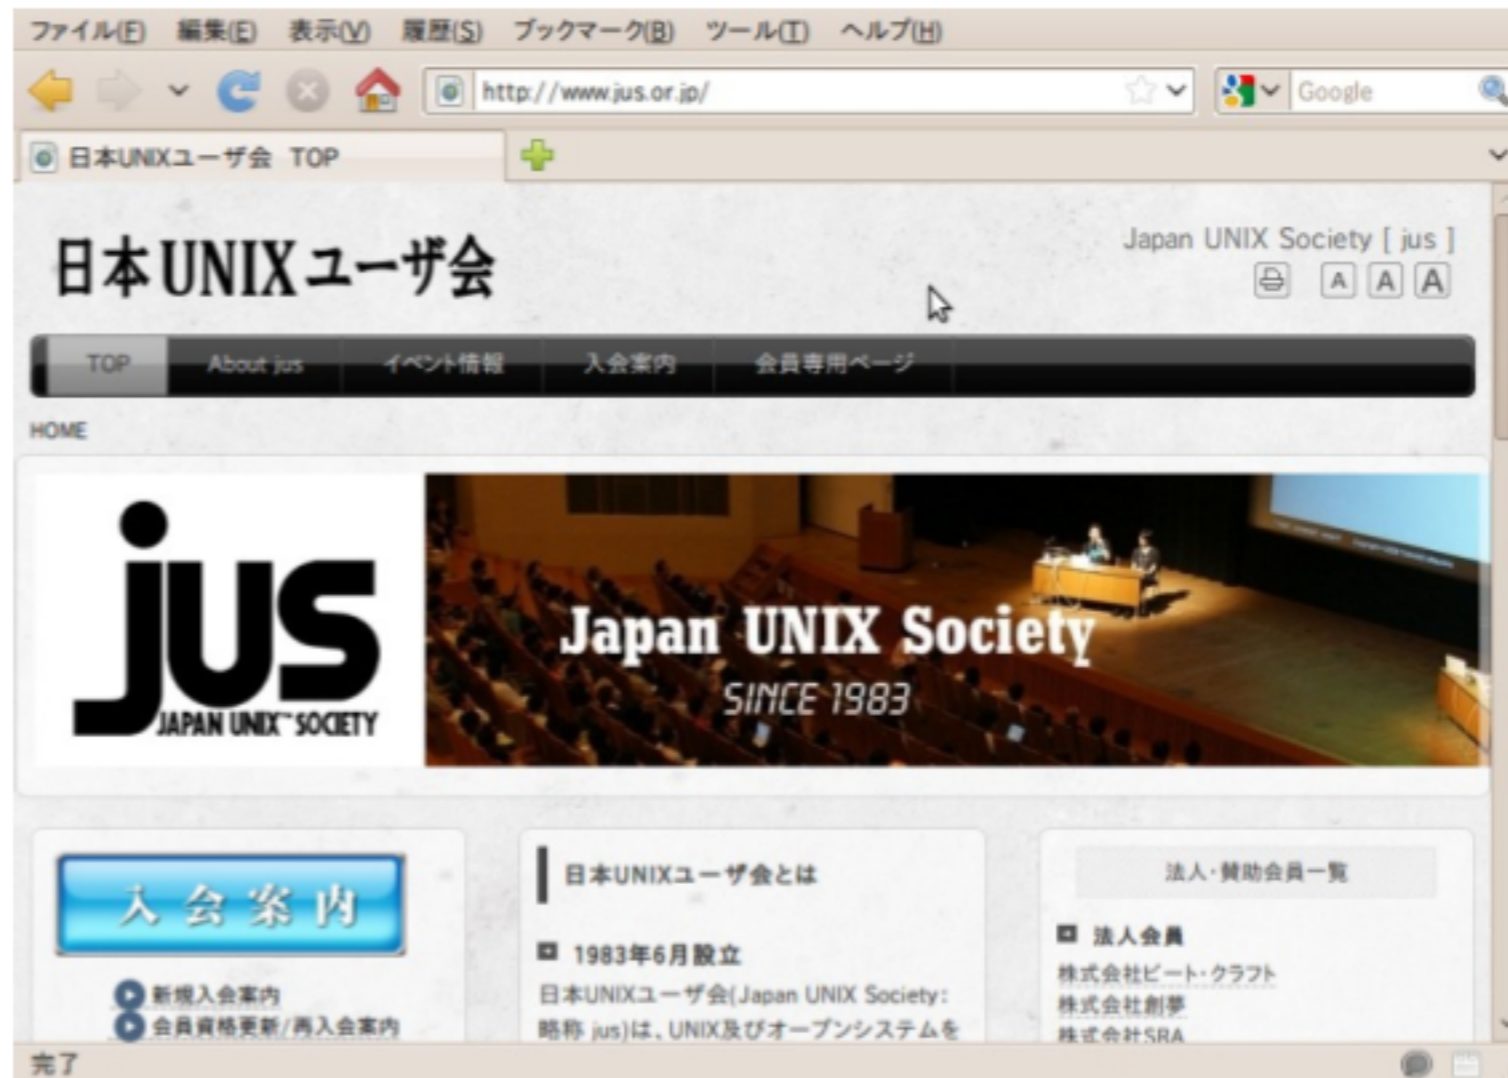 ファイル(F) 編集(E) 表示(V) 履歴(S) ブックマーク(B) ツール(T) ヘルプ(H)
http://www.jus.or.jp/ Google
日本UNIXユーザ会 TOP
日本UNIXユーザ会
Japan UNIX Society [ jus ]
A A A
TOP About jus イベント情報 入会案内 会員専用ページ
HOME
jus
JAPAN UNIX™ SOCIETY
Japan UNIX Society
SINCE 1983
入会案内
新規入会案内
会員資格更新/再入会案内
日本UNIXユーザ会とは
1983年6月設立
日本UNIXユーザ会(Japan UNIX Society:
略称 jus)は、UNIX及びオープンシステムを
法人・賛助会員一覧
法人会員
株式会社ビート・クラフト
株式会社創夢
株式会社SRA
完了